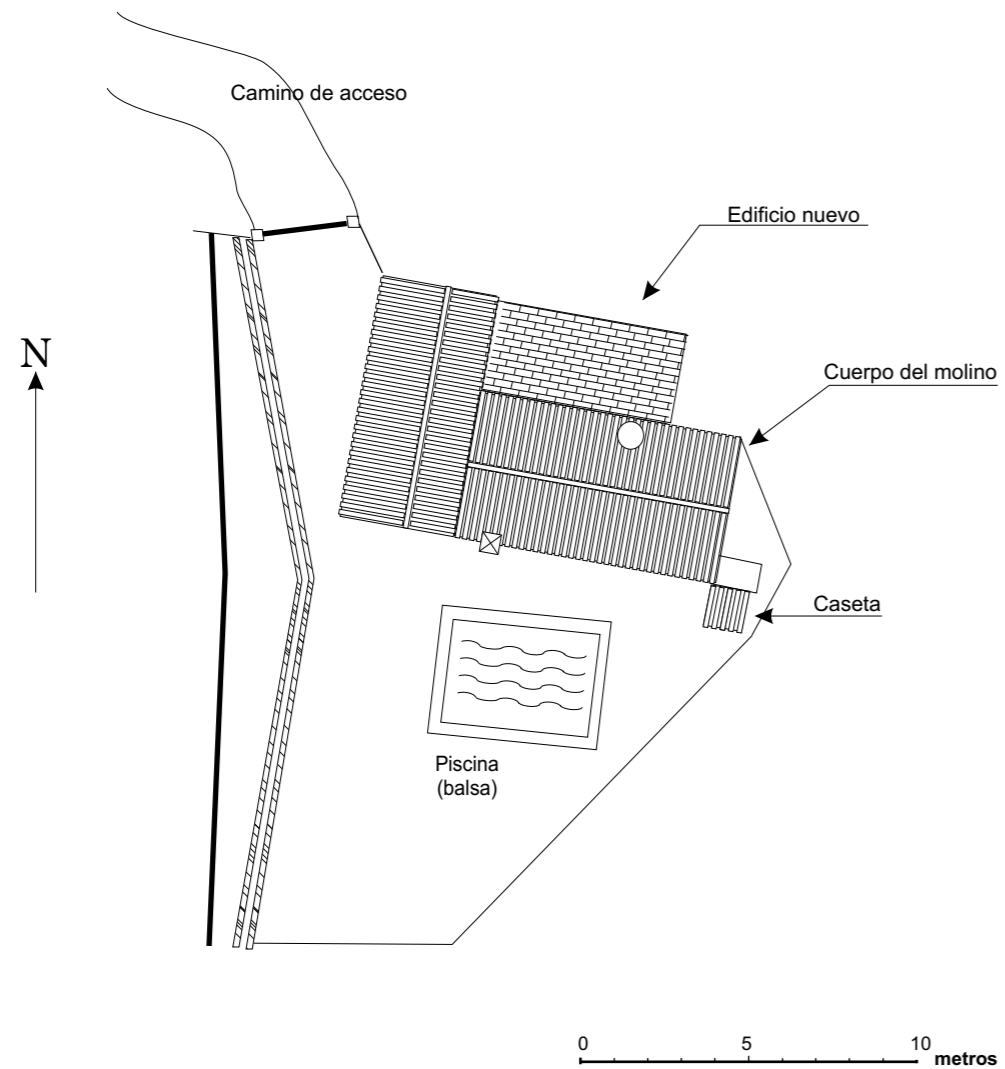 Camino de acceso
Edificio nuevo
N
Cuerpo del molino
Caseta
Piscina
(balsa)
0 5 10
metros